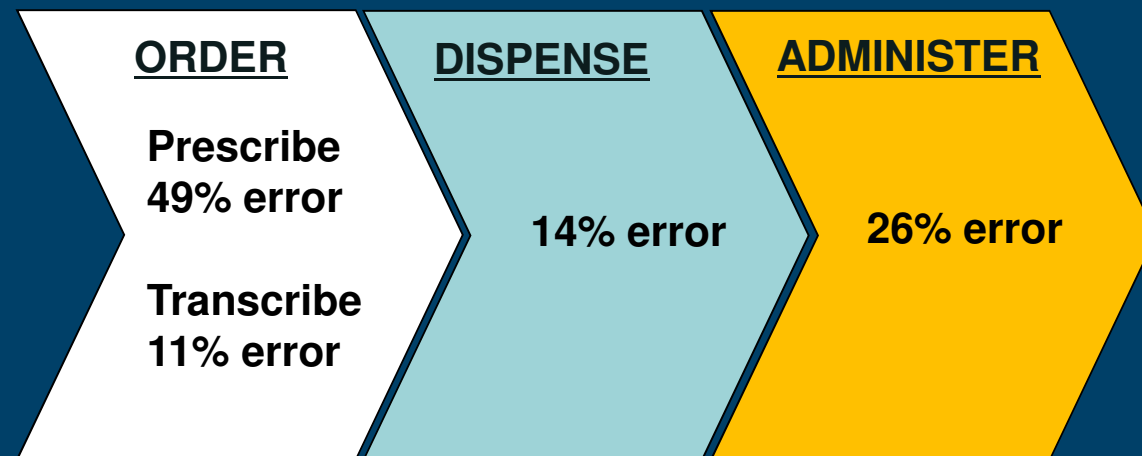 ORDER
Prescribe
49% error
Transcribe
11% error
DISPENSE
14% error
ADMINISTER
26% error